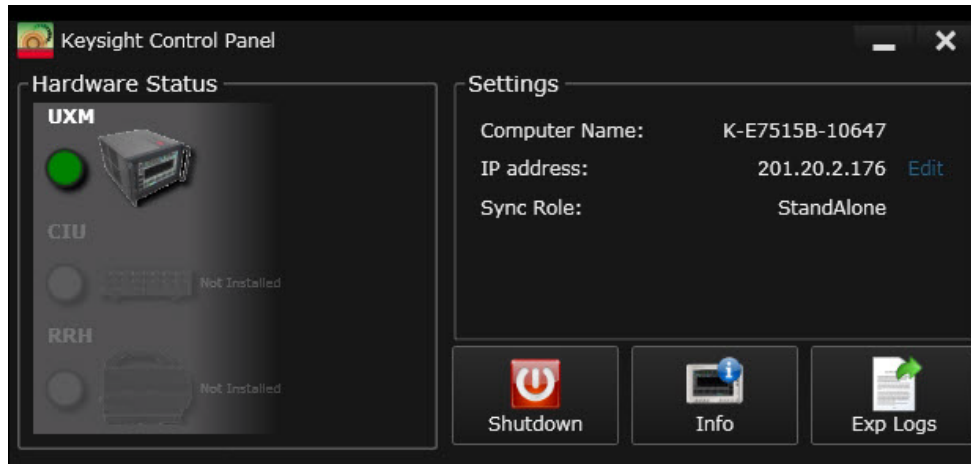 Keysight Control Panel
Hardware Status
UXM
CIU
Not Installed
RRH
Not Installed
Settings
Computer Name: K-E7515B-10647
IP address: 201.20.2.176 Edit
Sync Role: StandAlone
Shutdown
Info
Exp Logs